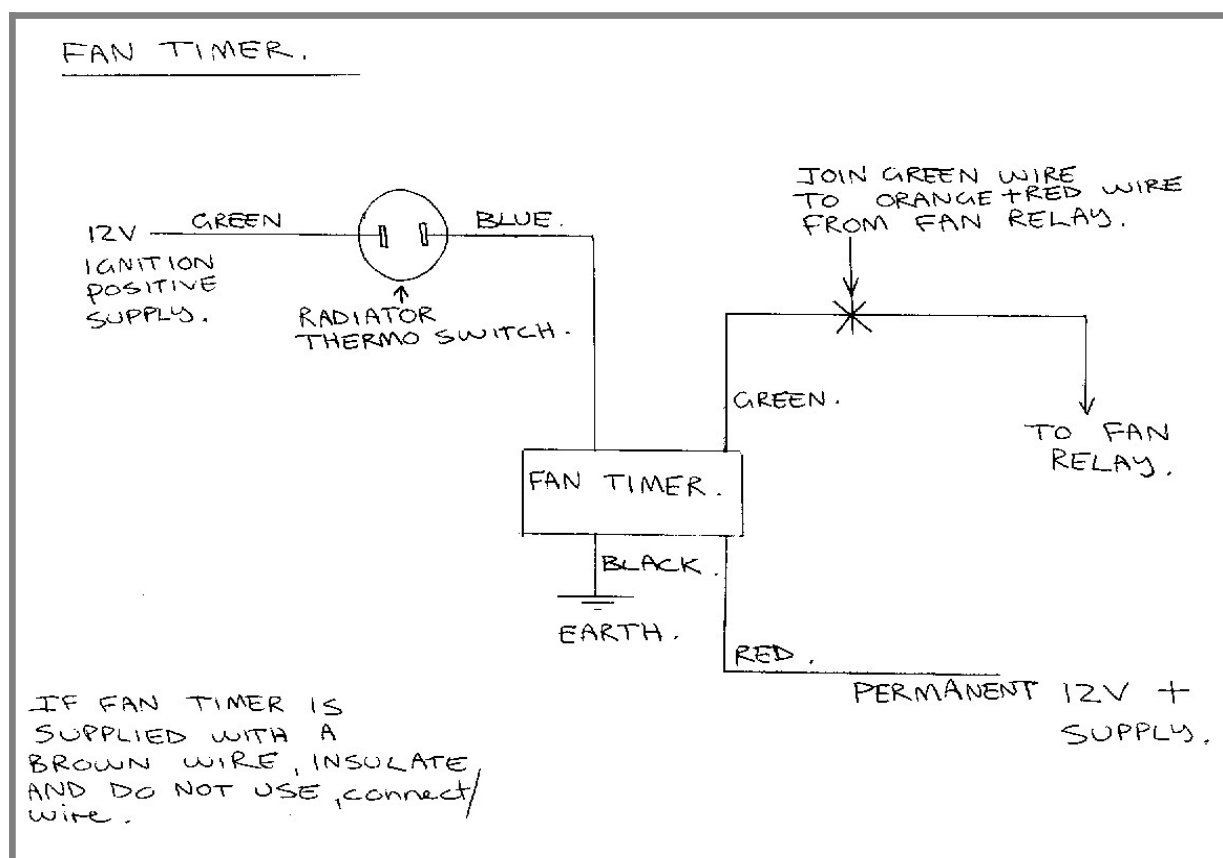 FAN TIMER.
12V
IGNITION
POSITIVE
SUPPLY.
GREEN
BLUE.
RADIATOR
THERMO SWITCH.
JOIN GREEN WIRE
TO ORANGE + RED WIRE
FROM FAN RELAY.
GREEN.
TO FAN
RELAY.
FAN TIMER.
BLACK.
EARTH.
RED.
PERMANENT 12V +
SUPPLY.
IF FAN TIMER IS
SUPPLIED WITH A
BROWN WIRE, INSULATE
AND DO NOT USE, connect/
wire.